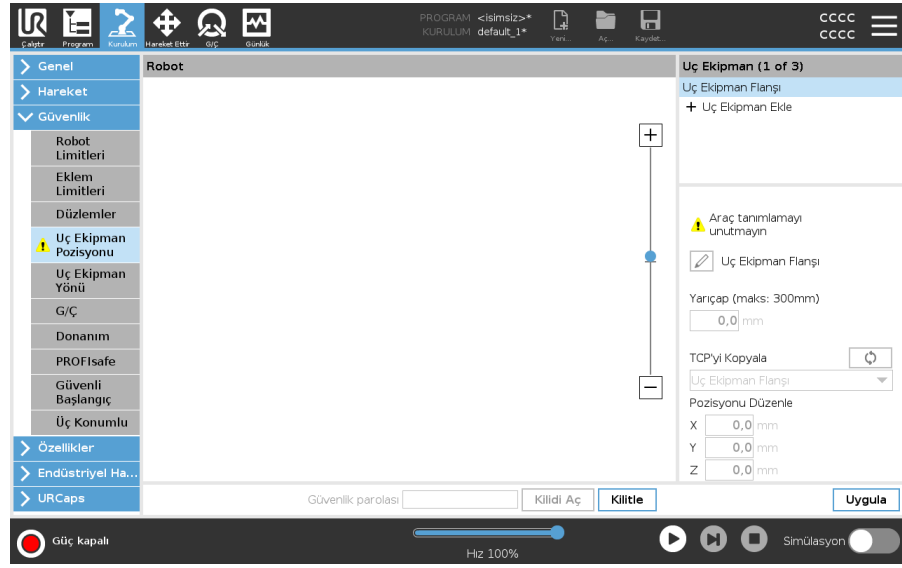 PROGRAM <isimsiz>*
KURULUM default_1*
Çalıştır
Program
Kurulum
Hareket Ettir
G/Ç
Günlük
Yeni...
Aç...
Kaydet...
cccc
cccc
Genel
Hareket
Güvenlik
Robot
Limitleri
Eklem
Limitleri
Düzlemler
Uç Ekipman
Pozisyonu
Uç Ekipman
Yönü
G/Ç
Donanım
PROFIsafe
Güvenli
Başlangıç
Üç Konumlu
Özellikler
Endüstriyel Ha...
URCaps
Robot
Uç Ekipman (1 of 3)
Uç Ekipman Flanşı
+ Uç Ekipman Ekle
Araç tanımlamayı
unutmayın
Uç Ekipman Flanşı
Yarıçap (maks: 300mm)
0,0 mm
TCP'yi Kopyala
Uç Ekipman Flanşı
Pozisyonu Düzenle
X 0,0 mm
Y 0,0 mm
Z 0,0 mm
Güvenlik parolası
Kilidi Aç
Kilitle
Uygula
Güç kapalı
Hız 100%
Simülasyon